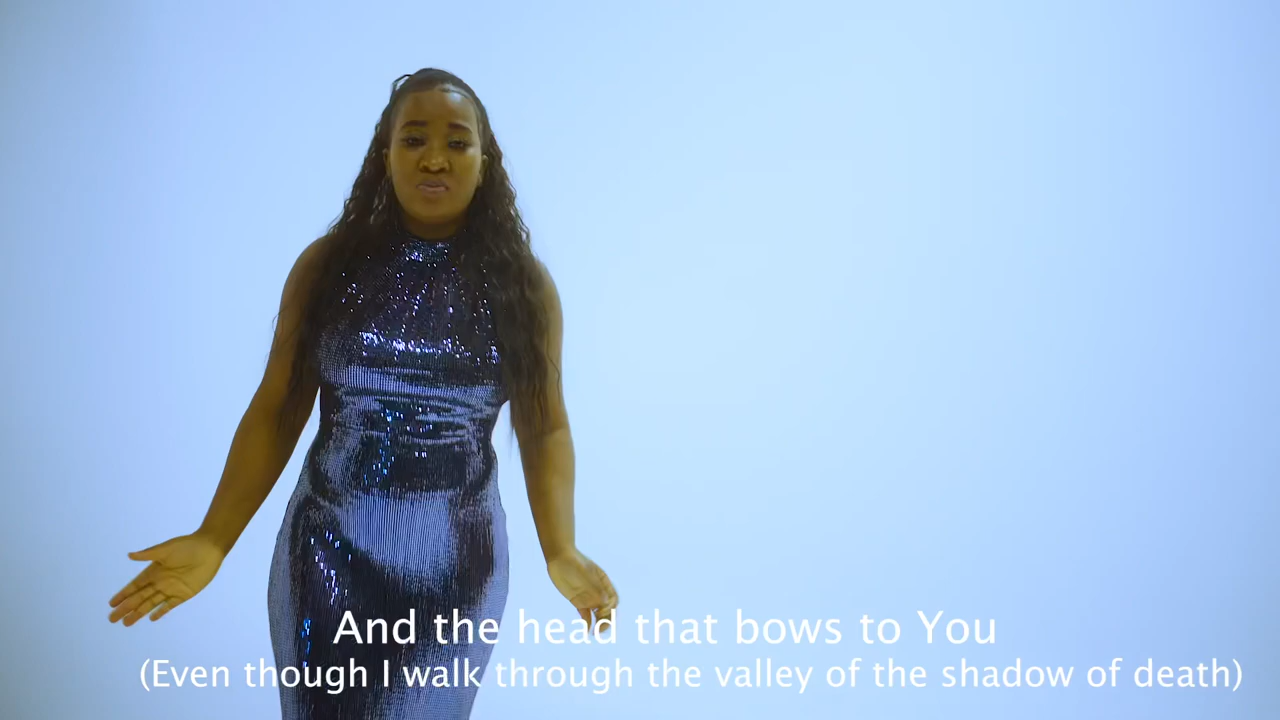 And the head that bows to You
(Even though I walk through the valley of the shadow of death)